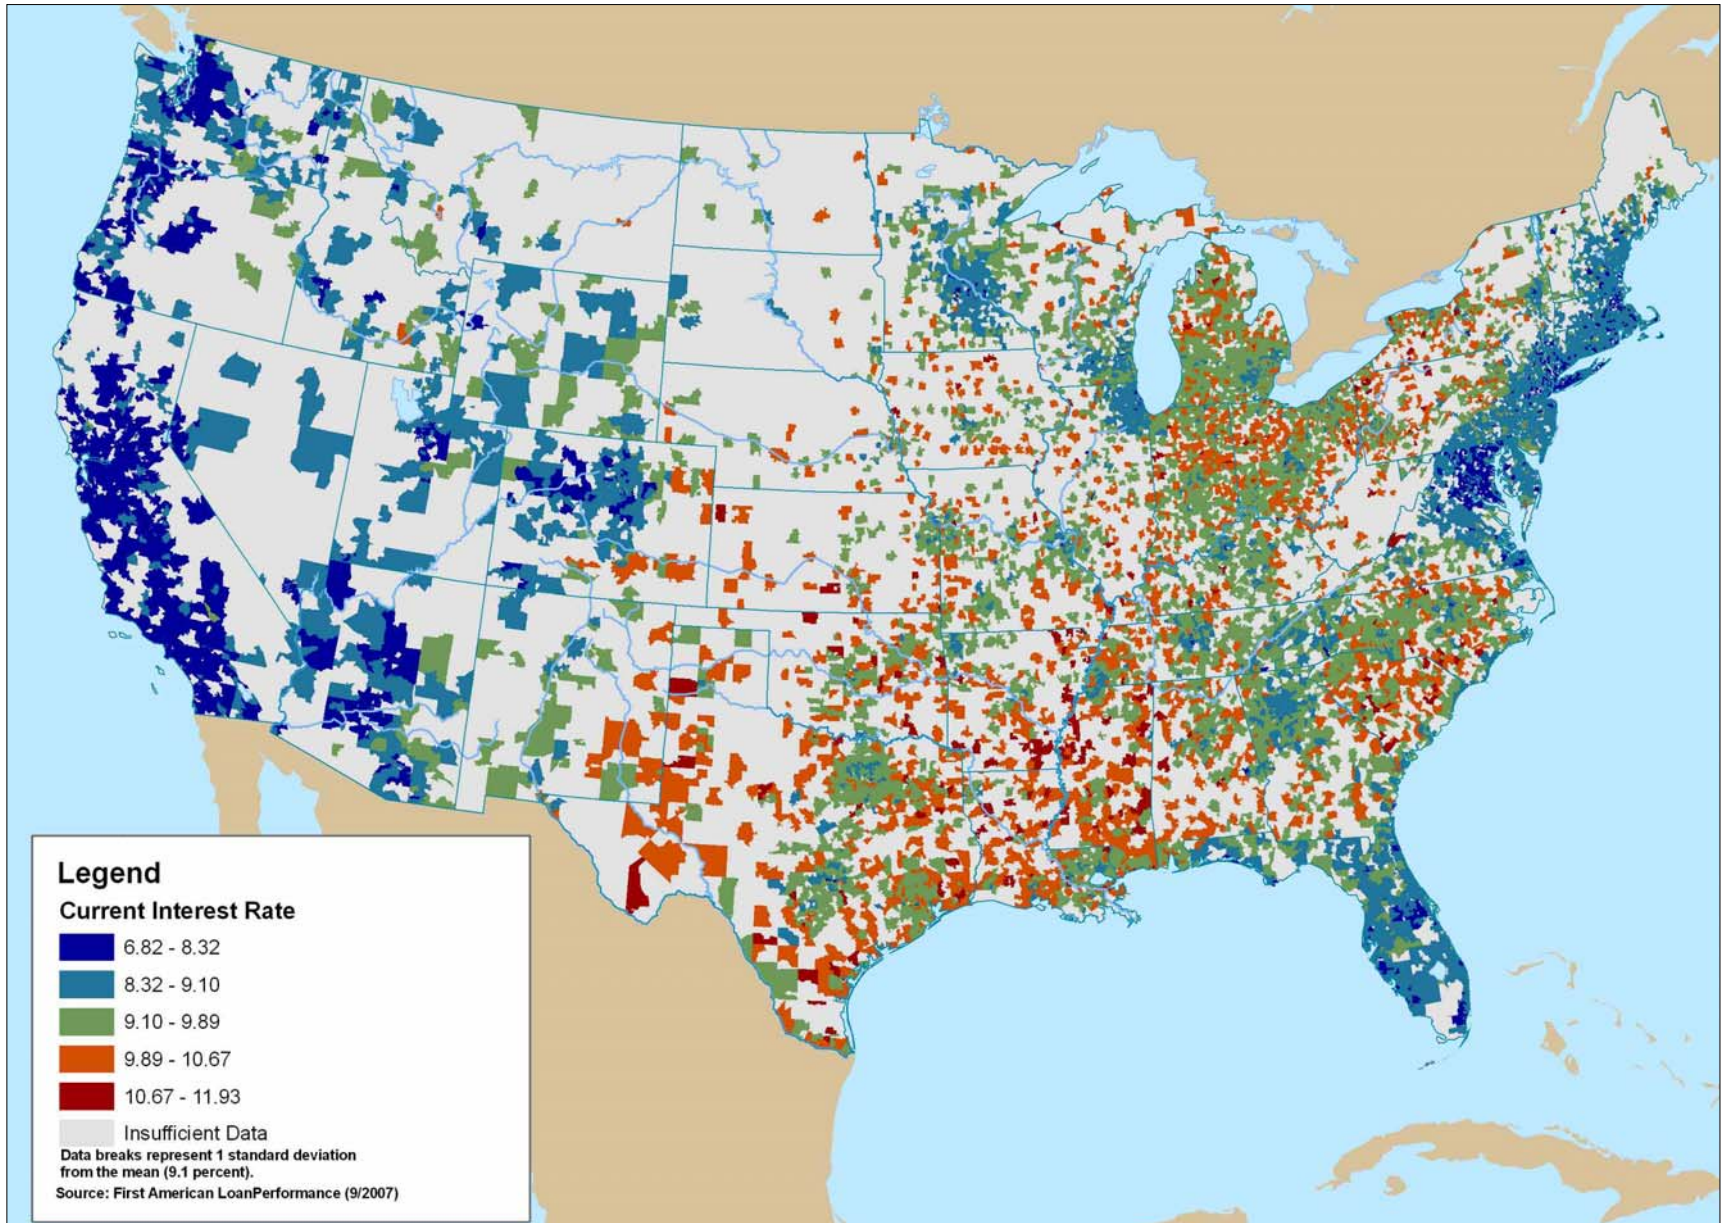 Legend
Current Interest Rate
6.82 - 8.32
8.32 - 9.10
9.10 - 9.89
9.89 - 10.67
10.67 - 11.93
Insufficient Data
Data breaks represent 1 standard deviation
from the mean (9.1 percent).
Source: First American LoanPerformance (9/2007)